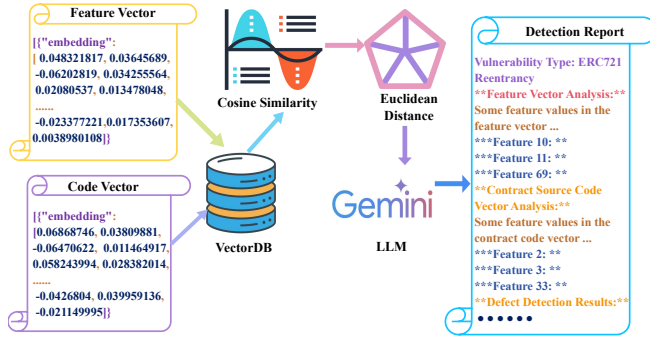 Feature Vector
[{"embedding":
[ 0.048321817, 0.03645689,
-0.06202819, 0.034255564,
0.02080537, 0.013478048,
......
-0.023377221,0.017353607,
0.0038980108]}
Code Vector
[{"embedding":
[0.06868746, 0.03809881,
-0.06470622, 0.011464917,
0.058243994, 0.028382014,
......
-0.0426804, 0.039959136,
-0.021149995]}
Cosine Similarity
VectorDB
Euclidean
Distance
Gemini
LLM
Detection Report
Vulnerability Type: ERC721
Reentrancy
**Feature Vector Analysis:**
Some feature values in the
feature vector ...
***Feature 10: **
***Feature 11: **
***Feature 69: **
**Contract Source Code
Vector Analysis:**
Some feature values in the
contract code vector ...
***Feature 2: **
***Feature 3: **
***Feature 33: **
**Defect Detection Results:**
••••••